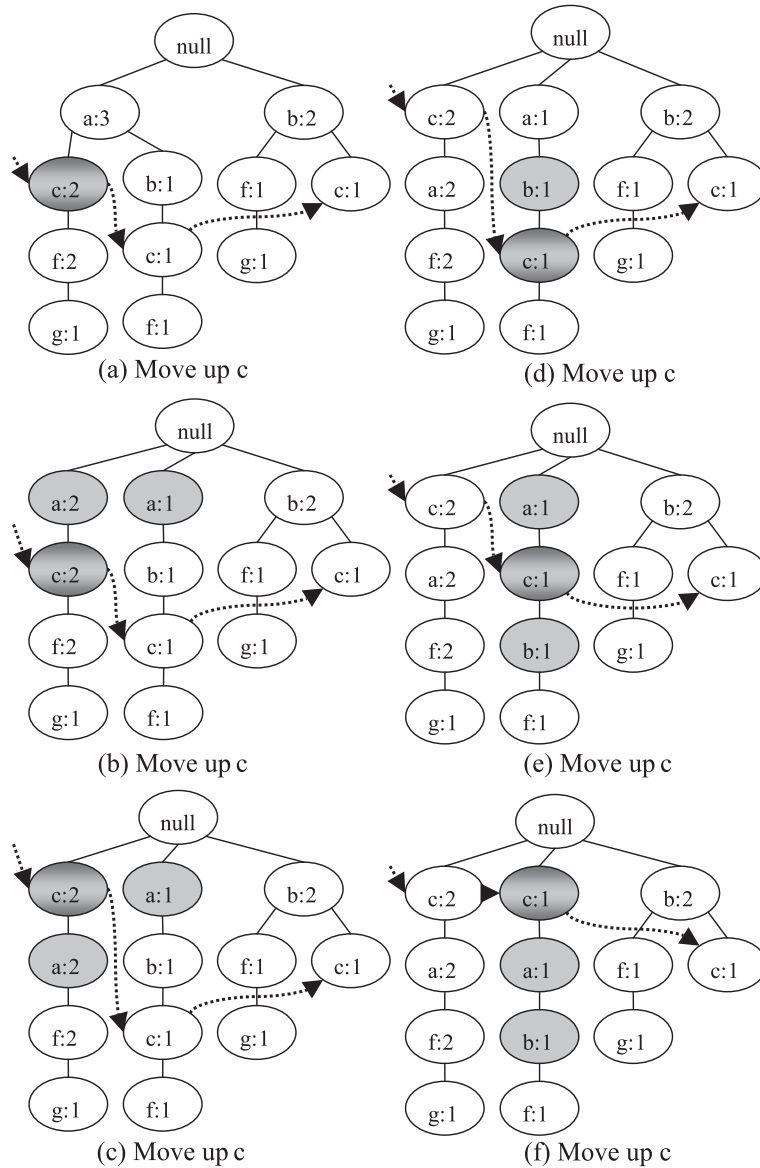 null
a:3
b:2
c:2
b:1
f:1
c:1
f:2
c:1
g:1
g:1
f:1
(a) Move up c
null
a:2
a:1
b:2
c:2
b:1
f:1
c:1
f:2
c:1
g:1
g:1
f:1
(b) Move up c
null
c:2
a:1
b:2
a:2
b:1
f:1
c:1
f:2
c:1
g:1
g:1
f:1
(c) Move up c
null
c:2
a:1
b:2
a:2
b:1
f:1
c:1
f:2
c:1
g:1
g:1
f:1
(d) Move up c
null
c:2
a:1
b:2
a:2
c:1
f:1
c:1
f:2
b:1
g:1
g:1
f:1
(e) Move up c
null
c:2
c:1
b:2
a:2
a:1
f:1
c:1
f:2
b:1
g:1
g:1
f:1
(f) Move up c